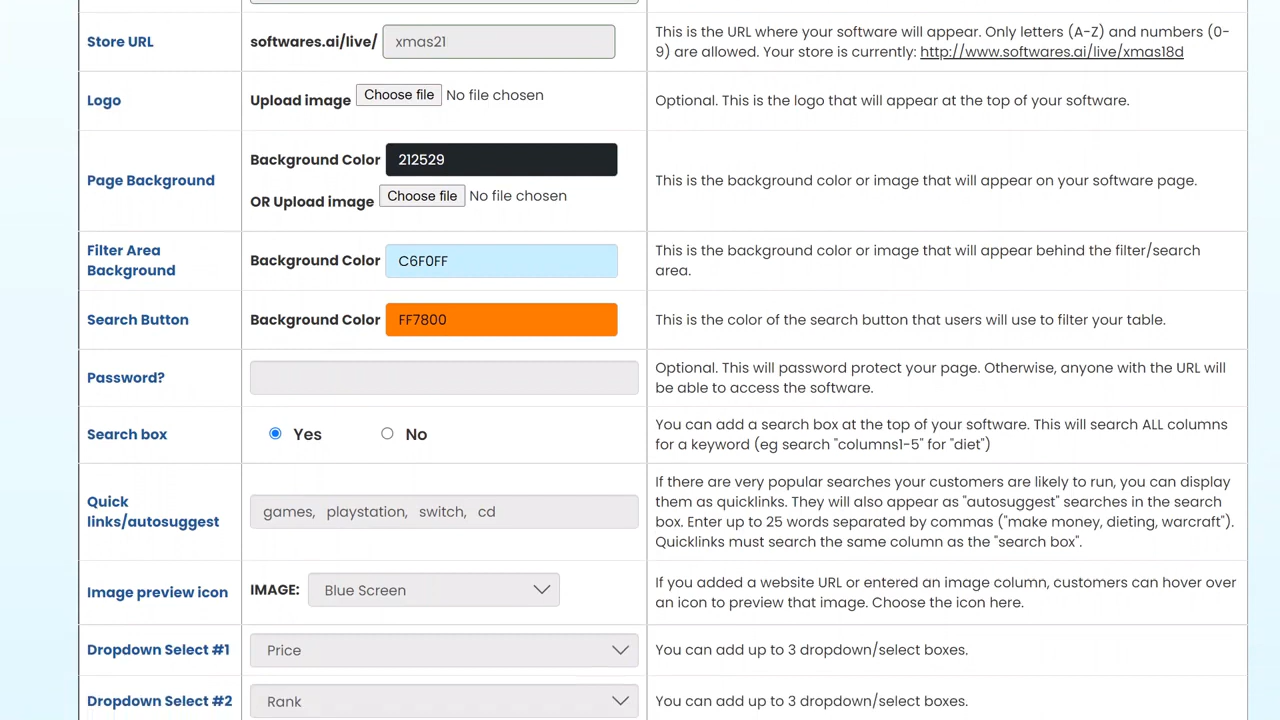 Store URL
softwares.ai/live/ xmas21
This is the URL where your software will appear. Only letters (A-Z) and numbers (0-
9) are allowed. Your store is currently: http://www.softwares.ai/live/xmas18d
Logo
Upload image Choose file No file chosen
Optional. This is the logo that will appear at the top of your software.
Page Background
Background Color 212529
OR Upload image Choose file No file chosen
This is the background color or image that will appear on your software page.
Filter Area
Background
Background Color C6F0FF
This is the background color or image that will appear behind the filter/search
area.
Search Button
Background Color FF7800
This is the color of the search button that users will use to filter your table.
Password?
Optional. This will password protect your page. Otherwise, anyone with the URL will
be able to access the software.
Search box
Yes No
You can add a search box at the top of your software. This will search ALL columns
for a keyword (eg search "columns1-5" for "diet")
Quick
links/autosuggest
games, playstation, switch, cd
If there are very popular searches your customers are likely to run, you can display
them as quicklinks. They will also appear as "autosuggest" searches in the search
box. Enter up to 25 words separated by commas ("make money, dieting, warcraft").
Quicklinks must search the same column as the "search box".
Image preview icon
IMAGE: Blue Screen
If you added a website URL or entered an image column, customers can hover over
an icon to preview that image. Choose the icon here.
Dropdown Select #1
Price
You can add up to 3 dropdown/select boxes.
Dropdown Select #2
Rank
You can add up to 3 dropdown/select boxes.